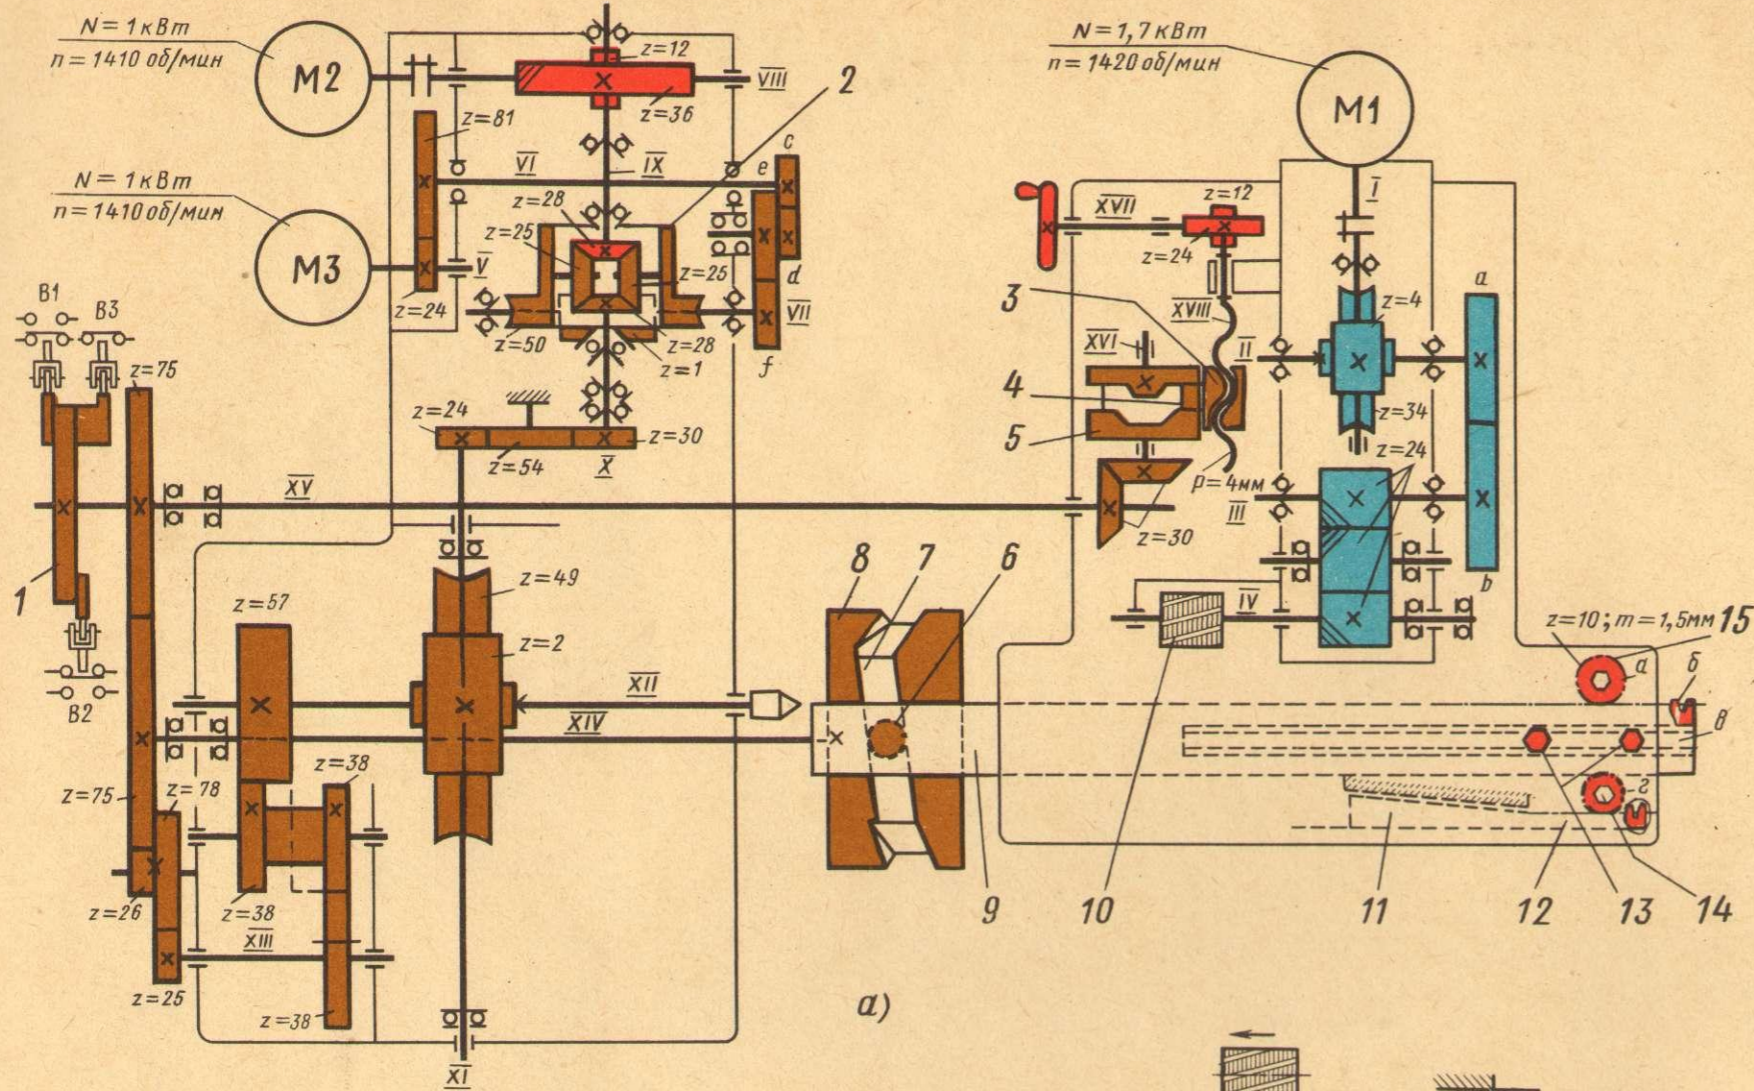 N = 1 кВт
n = 1410 об/мин
М2
z=12
VIII
z=36
2
N = 1,7 кВт
n = 1420 об/мин
М1
z=81
c
e
VI
IX
I
N = 1 кВт
n = 1410 об/мин
М3
z=28
z=25
z=25
V
z=24
d
VII
z=50
z=28
z=1
f
XVII
z=12
z=24
3
XVIII
z=4
a
XVI
II
4
z=34
5
B1
B3
z=75
z=24
z=54
X
z=30
z=24
p=4мм
III
XV
z=30
b
1
8
7
6
z=49
z=57
z=2
IV
z=10; m=1,5мм 15
B2
XII
XIV
а
б
в
z=38
z=75
z=78
г
z=26
z=38
9
10
11
12
13
14
XIII
z=25
z=38
а)
XI